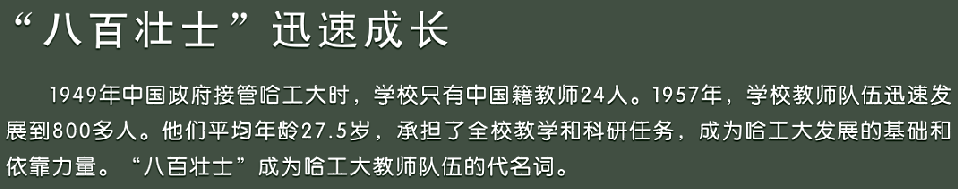 “八百壮士”迅速成长
1949年中国政府接管哈工大时，学校只有中国籍教师24人。1957年，学校教师队伍迅速发
展到800多人。他们平均年龄27.5岁，承担了全校教学和科研任务，成为哈工大发展的基础和
依靠力量。“八百壮士”成为哈工大教师队伍的代名词。